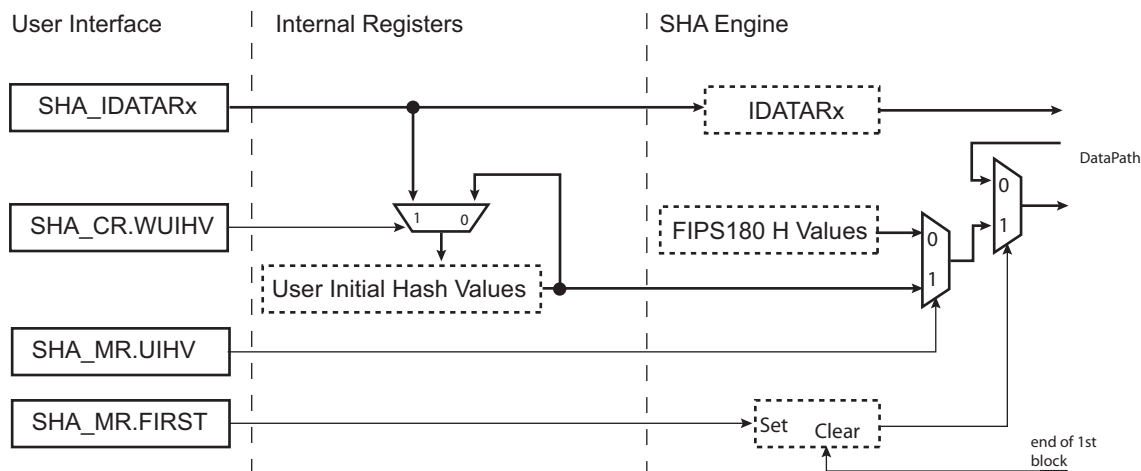 User Interface
Internal Registers
SHA Engine
SHA_IDATARx
IDATARx
DataPath
0
1
1
0
SHA_CR.WUIHV
FIPS180 H Values
0
1
User Initial Hash Values
SHA_MR.UIHV
SHA_MR.FIRST
Set
Clear
end of 1st
block